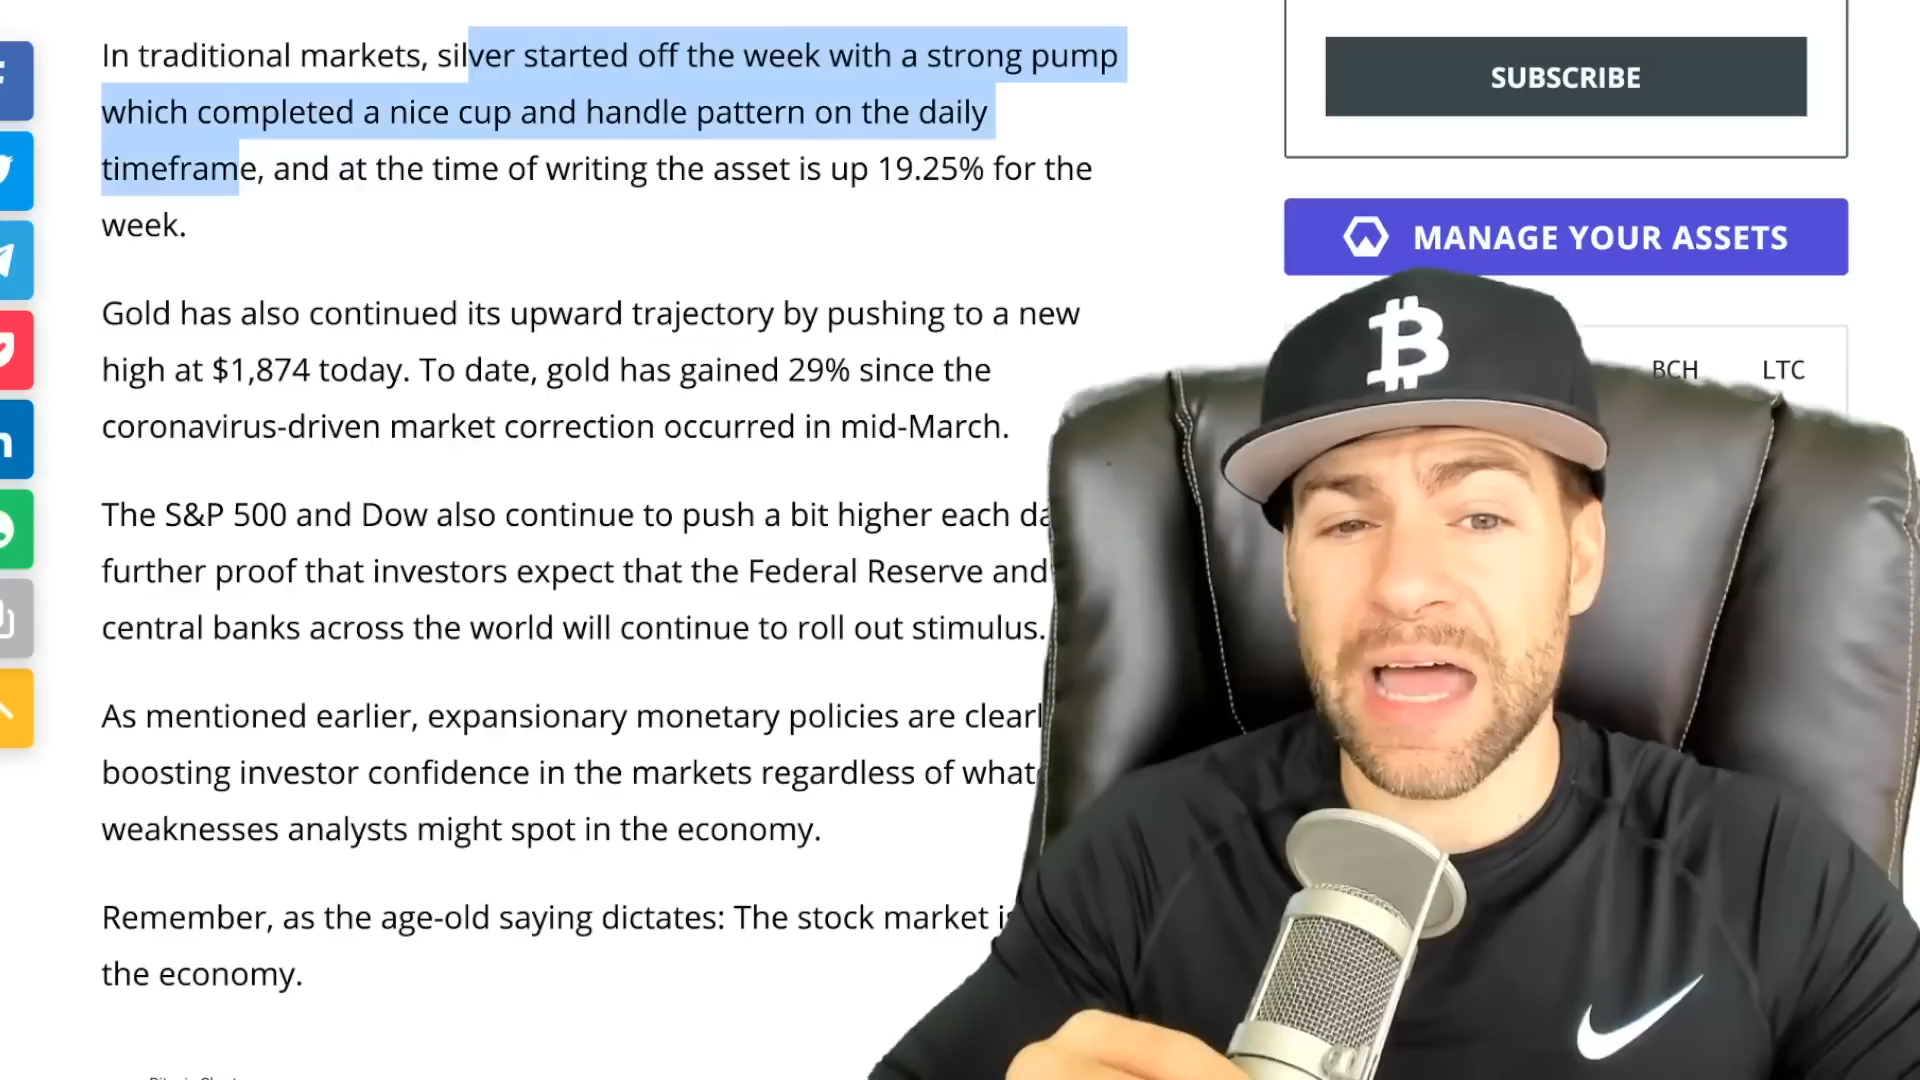 In traditional markets, silver started off the week with a strong pump
which completed a nice cup and handle pattern on the daily
timeframe, and at the time of writing the asset is up 19.25% for the
week.
Gold has also continued its upward trajectory by pushing to a new
high at $1,874 today. To date, gold has gained 29% since the
coronavirus-driven market correction occurred in mid-March.
The S&P 500 and Dow also continue to push a bit higher each
further proof that investors expect that the Federal Reserve and
central banks across the world will continue to roll out stimulus.
As mentioned earlier, expansionary monetary policies are
boosting investor confidence in the markets regardless of
weaknesses analysts might spot in the economy.
Remember, as the age-old saying dictates: The stock market
the economy.
SUBSCRIBE
MANAGE YOUR ASSETS
BCH LTC